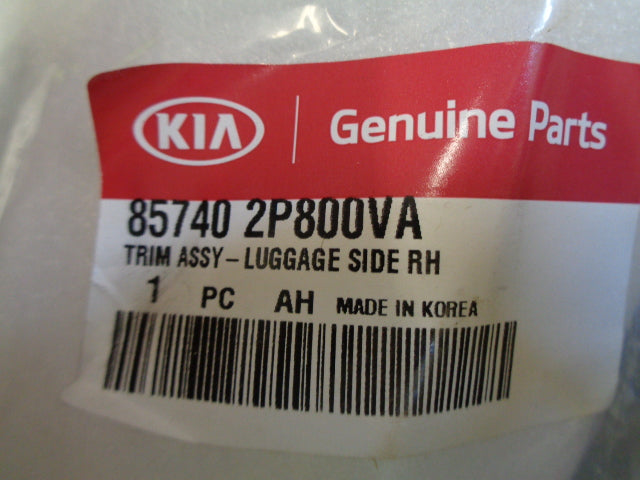 KIA Genuine Parts
85740 2P800VA
TRIM ASSY-LUGGAGE SIDE RH
1 PC AH MADE IN KOREA